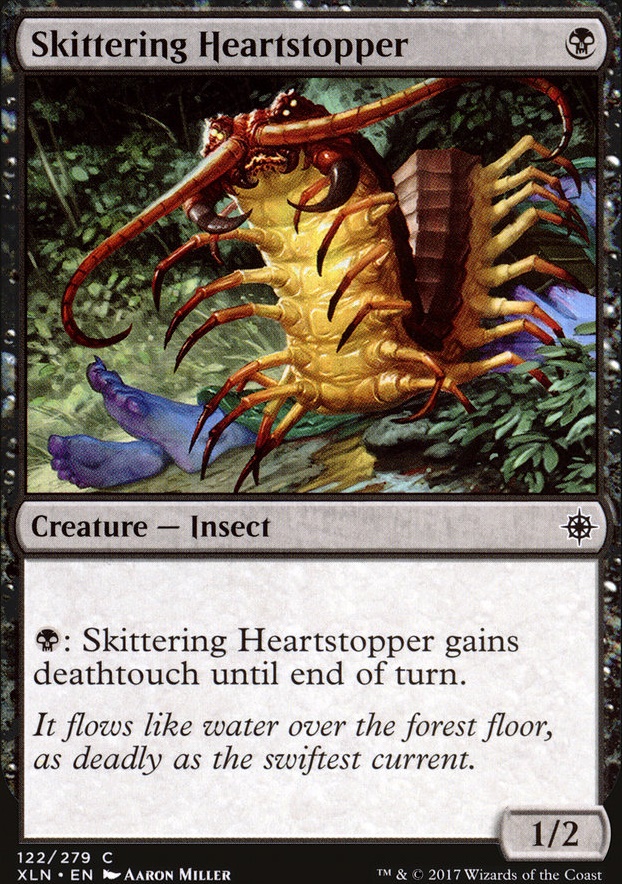 Skittering Heartstopper
Creature — Insect
: Skittering Heartstopper gains
deathtouch until end of turn.
It flows like water over the forest floor,
as deadly as the swiftest current.
1/2
122/279 C
XLN • EN AARON MILLER
™ & © 2017 Wizards of the Coast